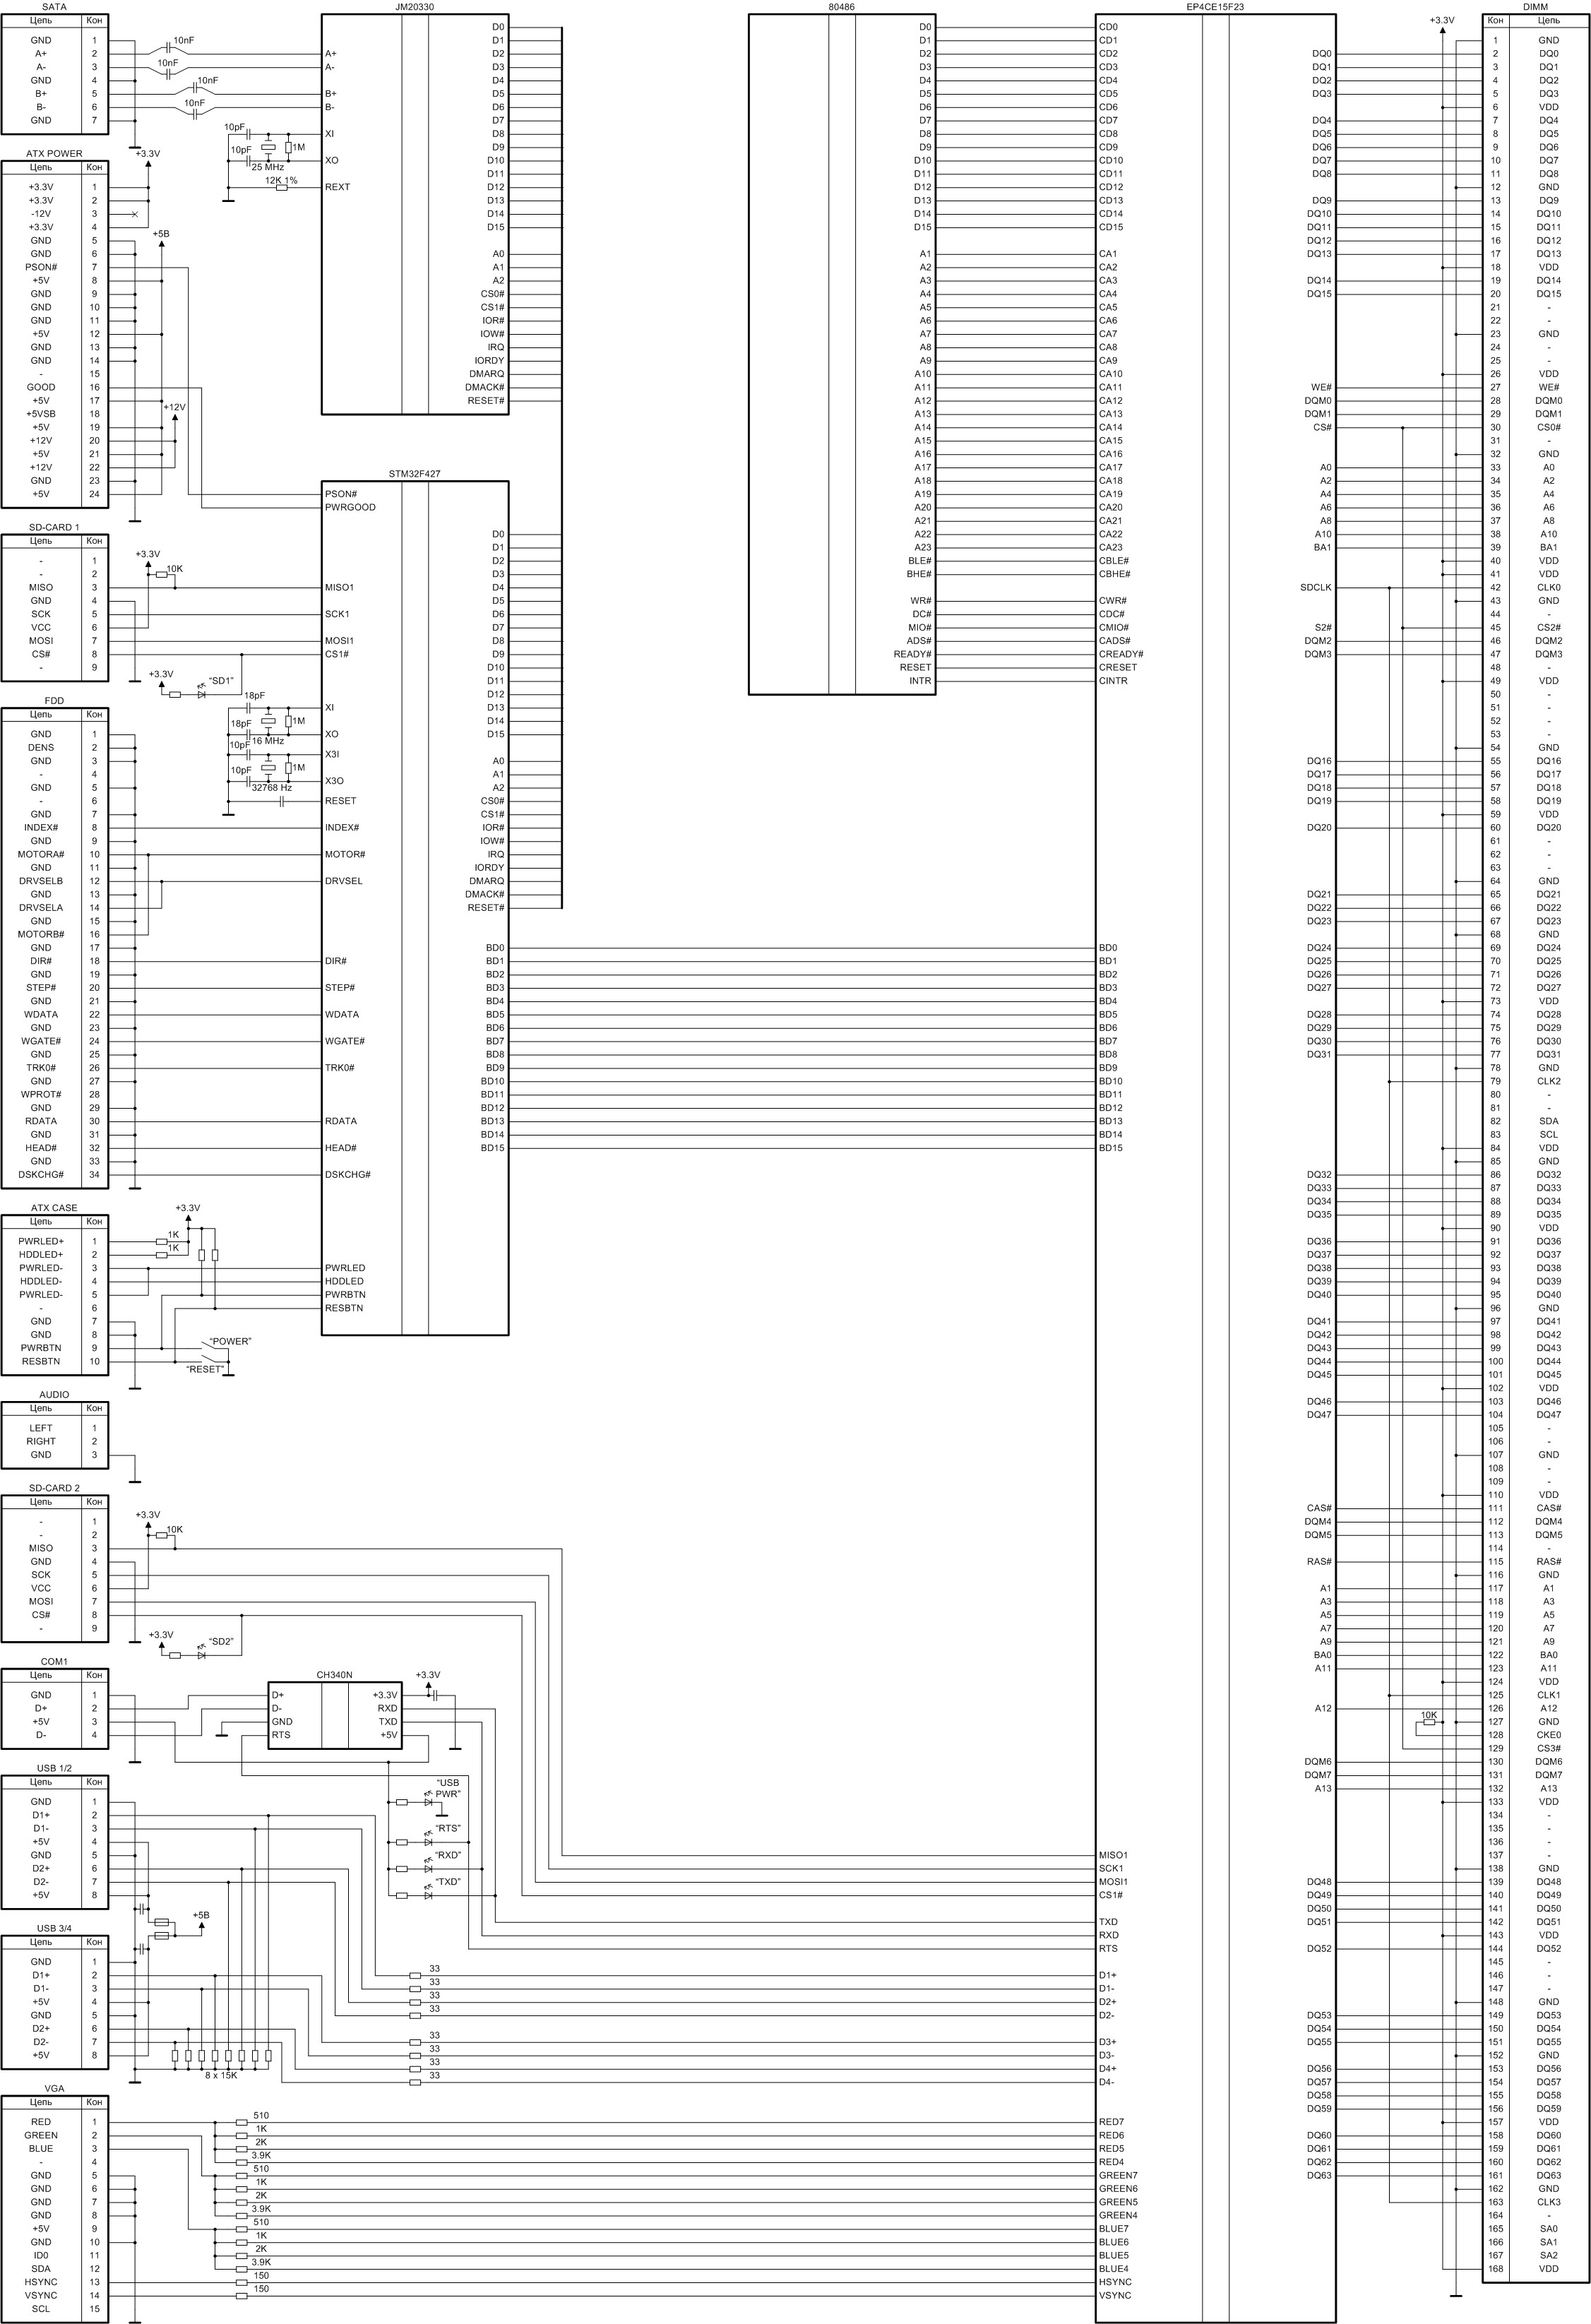 SATA
Цепь Кон
GND 1
A+ 2
A- 3
GND 4
B+ 5
B- 6
GND 7
10nF
10nF
10nF
10nF
ATX POWER
Цепь Кон
+3.3V 1
+3.3V 2
-12V 3
+3.3V 4
GND 5
GND 6
PSON# 7
+5V 8
GND 9
GND 10
GND 11
+5V 12
GND 13
GND 14
- 15
GOOD 16
+5V 17
+5VSB 18
+5V 19
+12V 20
+5V 21
+12V 22
GND 23
+5V 24
+3.3V
+5В
+12V
SD-CARD 1
Цепь Кон
- 1
- 2
MISO 3
GND 4
SCK 5
VCC 6
MOSI 7
CS# 8
- 9
+3.3V
10K
+3.3V
"SD1"
FDD
Цепь Кон
GND 1
DENS 2
GND 3
- 4
GND 5
- 6
GND 7
INDEX# 8
GND 9
MOTORA# 10
GND 11
DRVSELB 12
GND 13
DRVSELA 14
GND 15
MOTORB# 16
GND 17
DIR# 18
GND 19
STEP# 20
GND 21
WDATA 22
GND 23
WGATE# 24
GND 25
TRK0# 26
GND 27
WPROT# 28
GND 29
RDATA 30
GND 31
HEAD# 32
GND 33
DSKCHG# 34
ATX CASE
Цепь Кон
PWRLED+ 1
HDDLED+ 2
PWRLED- 3
HDDLED- 4
PWRLED- 5
- 6
GND 7
GND 8
PWRBTN 9
RESBTN 10
+3.3V
1K
1K
"POWER"
"RESET"
AUDIO
Цепь Кон
LEFT 1
RIGHT 2
GND 3
SD-CARD 2
Цепь Кон
- 1
- 2
MISO 3
GND 4
SCK 5
VCC 6
MOSI 7
CS# 8
- 9
+3.3V
10K
+3.3V
"SD2"
COM1
Цепь Кон
GND 1
D+ 2
+5V 3
D- 4
CH340N
D+ +3.3V
D- RXD
GND TXD
RTS +5V
+3.3V
"USB
PWR"
"RTS"
"RXD"
"TXD"
USB 1/2
Цепь Кон
GND 1
D1+ 2
D1- 3
+5V 4
GND 5
D2+ 6
D2- 7
+5V 8
+5В
USB 3/4
Цепь Кон
GND 1
D1+ 2
D1- 3
+5V 4
GND 5
D2+ 6
D2- 7
+5V 8
8 x 15K
33
33
33
33
33
33
33
33
VGA
Цепь Кон
RED 1
GREEN 2
BLUE 3
- 4
GND 5
GND 6
GND 7
GND 8
+5V 9
GND 10
ID0 11
SDA 12
HSYNC 13
VSYNC 14
SCL 15
510
1K
2K
3.9K
510
1K
2K
3.9K
510
1K
2K
3.9K
150
150
JM20330
A+
A-
B+
B-
XI
XO
REXT
10pF
10pF
1M
25 MHz
12K 1%
D0
D1
D2
D3
D4
D5
D6
D7
D8
D9
D10
D11
D12
D13
D14
D15
A0
A1
A2
CS0#
CS1#
IOR#
IOW#
IRQ
IORDY
DMARQ
DMACK#
RESET#
STM32F427
PSON#
PWRGOOD
MISO1
SCK1
MOSI1
CS1#
XI
XO
X3I
X3O
RESET
18pF
18pF
1M
16 MHz
10pF
10pF
1M
32768 Hz
INDEX#
MOTOR#
DRVSEL
DIR#
STEP#
WDATA
WGATE#
TRK0#
RDATA
HEAD#
DSKCHG#
PWRLED
HDDLED
PWRBTN
RESBTN
D0
D1
D2
D3
D4
D5
D6
D7
D8
D9
D10
D11
D12
D13
D14
D15
A0
A1
A2
CS0#
CS1#
IOR#
IOW#
IRQ
IORDY
DMARQ
DMACK#
RESET#
BD0
BD1
BD2
BD3
BD4
BD5
BD6
BD7
BD8
BD9
BD10
BD11
BD12
BD13
BD14
BD15
80486
D0
D1
D2
D3
D4
D5
D6
D7
D8
D9
D10
D11
D12
D13
D14
D15
A1
A2
A3
A4
A5
A6
A7
A8
A9
A10
A11
A12
A13
A14
A15
A16
A17
A18
A19
A20
A21
A22
A23
BLE#
BHE#
WR#
DC#
MIO#
ADS#
READY#
RESET
INTR
EP4CE15F23
CD0
CD1
CD2
CD3
CD4
CD5
CD6
CD7
CD8
CD9
CD10
CD11
CD12
CD13
CD14
CD15
CA1
CA2
CA3
CA4
CA5
CA6
CA7
CA8
CA9
CA10
CA11
CA12
CA13
CA14
CA15
CA16
CA17
CA18
CA19
CA20
CA21
CA22
CA23
CBLE#
CBHE#
CWR#
CDC#
CMIO#
CADS#
CREADY#
CRESET
CINTR
BD0
BD1
BD2
BD3
BD4
BD5
BD6
BD7
BD8
BD9
BD10
BD11
BD12
BD13
BD14
BD15
MISO1
SCK1
MOSI1
CS1#
TXD
RXD
RTS
D1+
D1-
D2+
D2-
D3+
D3-
D4+
D4-
RED7
RED6
RED5
RED4
GREEN7
GREEN6
GREEN5
GREEN4
BLUE7
BLUE6
BLUE5
BLUE4
HSYNC
VSYNC
DQ0
DQ1
DQ2
DQ3
DQ4
DQ5
DQ6
DQ7
DQ8
DQ9
DQ10
DQ11
DQ12
DQ13
DQ14
DQ15
WE#
DQM0
DQM1
CS#
A0
A2
A4
A6
A8
A10
BA1
SDCLK
S2#
DQM2
DQM3
DQ16
DQ17
DQ18
DQ19
DQ20
DQ21
DQ22
DQ23
DQ24
DQ25
DQ26
DQ27
DQ28
DQ29
DQ30
DQ31
DQ32
DQ33
DQ34
DQ35
DQ36
DQ37
DQ38
DQ39
DQ40
DQ41
DQ42
DQ43
DQ44
DQ45
DQ46
DQ47
CAS#
DQM4
DQM5
RAS#
A1
A3
A5
A7
A9
BA0
A11
A12
DQM6
DQM7
A13
DQ48
DQ49
DQ50
DQ51
DQ52
DQ53
DQ54
DQ55
DQ56
DQ57
DQ58
DQ59
DQ60
DQ61
DQ62
DQ63
+3.3V
10K
DIMM
Кон Цепь
1 GND
2 DQ0
3 DQ1
4 DQ2
5 DQ3
6 VDD
7 DQ4
8 DQ5
9 DQ6
10 DQ7
11 DQ8
12 GND
13 DQ9
14 DQ10
15 DQ11
16 DQ12
17 DQ13
18 VDD
19 DQ14
20 DQ15
21 -
22 -
23 GND
24 -
25 -
26 VDD
27 WE#
28 DQM0
29 DQM1
30 CS0#
31 -
32 GND
33 A0
34 A2
35 A4
36 A6
37 A8
38 A10
39 BA1
40 VDD
41 VDD
42 CLK0
43 GND
44 -
45 CS2#
46 DQM2
47 DQM3
48 -
49 VDD
50 -
51 -
52 -
53 -
54 GND
55 DQ16
56 DQ17
57 DQ18
58 DQ19
59 VDD
60 DQ20
61 -
62 -
63 -
64 GND
65 DQ21
66 DQ22
67 DQ23
68 GND
69 DQ24
70 DQ25
71 DQ26
72 DQ27
73 VDD
74 DQ28
75 DQ29
76 DQ30
77 DQ31
78 GND
79 CLK2
80 -
81 -
82 SDA
83 SCL
84 VDD
85 GND
86 DQ32
87 DQ33
88 DQ34
89 DQ35
90 VDD
91 DQ36
92 DQ37
93 DQ38
94 DQ39
95 DQ40
96 GND
97 DQ41
98 DQ42
99 DQ43
100 DQ44
101 DQ45
102 VDD
103 DQ46
104 DQ47
105 -
106 -
107 GND
108 -
109 -
110 VDD
111 CAS#
112 DQM4
113 DQM5
114 -
115 RAS#
116 GND
117 A1
118 A3
119 A5
120 A7
121 A9
122 BA0
123 A11
124 VDD
125 CLK1
126 A12
127 GND
128 CKE0
129 CS3#
130 DQM6
131 DQM7
132 A13
133 VDD
134 -
135 -
136 -
137 -
138 GND
139 DQ48
140 DQ49
141 DQ50
142 DQ51
143 VDD
144 DQ52
145 -
146 -
147 -
148 GND
149 DQ53
150 DQ54
151 DQ55
152 GND
153 DQ56
154 DQ57
155 DQ58
156 DQ59
157 VDD
158 DQ60
159 DQ61
160 DQ62
161 DQ63
162 GND
163 CLK3
164 -
165 SA0
166 SA1
167 SA2
168 VDD